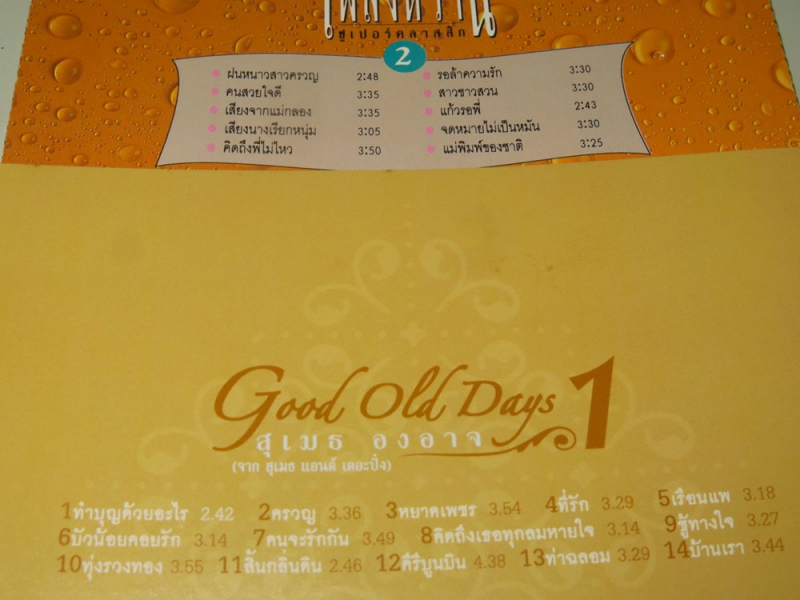 เพลงหวาน
ซูเปอร์คลาสสิก
2
ฝนหนาวสาวครวญ 2:48
คนสวยใจดี 3:35
เสียงจากแม่กลอง 3:35
เสียงนางเรียกหนุ่ม 3:05
คิดถึงพี่ไม่ไหว 3:50
รอล้าความรัก 3:30
สาวชาวสวน 3:30
แก้วรอพี่ 2:43
จดหมายไม่เป็นหมัน 3:30
แม่พิมพ์ของชาติ 3:25
Good Old Days 1
สุเมธ องอาจ
(จาก สุเมธ แอนด์ เดอะปั๋ง)
1ทำบุญด้วยอะไร 2.42 2ครวญ 3.36 3หยาดเพชร 3.54 4ที่รัก 3.29 5เรือนแพ 3.18
6บัวน้อยคอยรัก 3.14 7คนจะรักกัน 3.49 8คิดถึงเธอทุกลมหายใจ 3.14 9ชู้ทางใจ 3.27
10ทุ่งรวงทอง 3.55 11สิ้นกลิ่นดิน 2.46 12คีรีบูนบิน 4.38 13ท่าฉลอม 3.29 14บ้านเรา 3.44